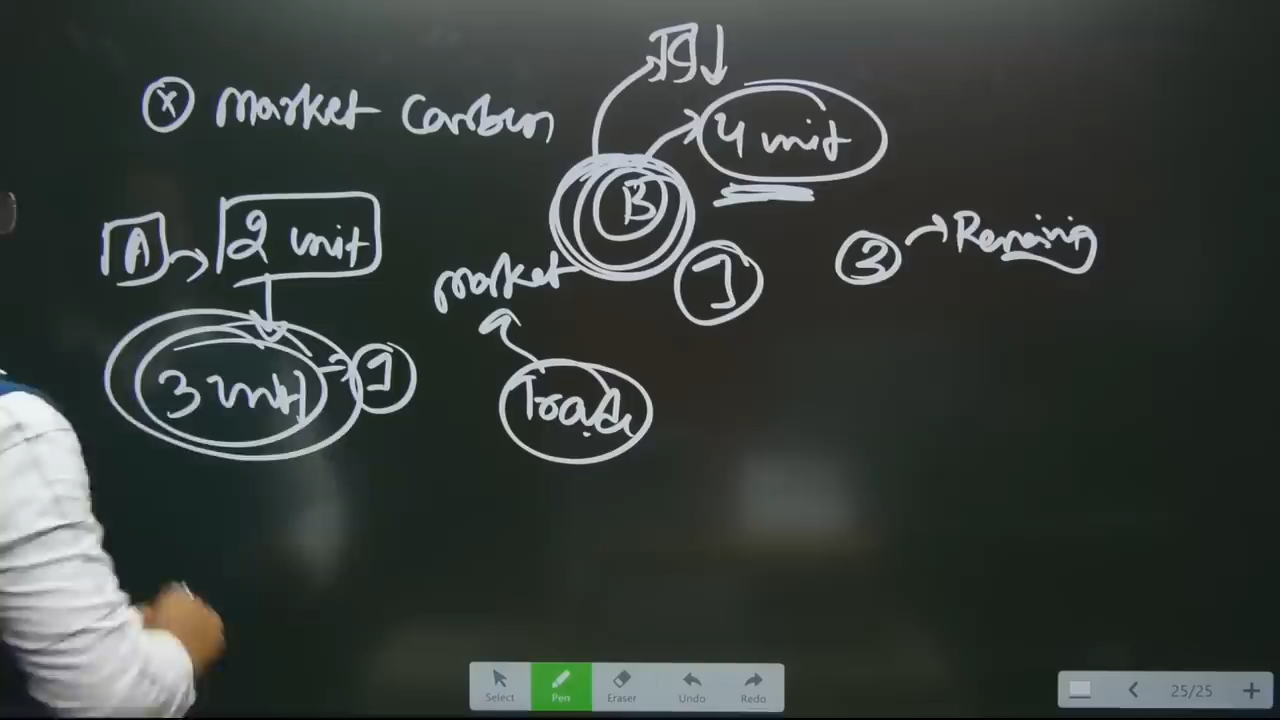 x market Carbon
A 2 unit
3 unit 1
B 4 unit
1
3 Remaining
market
Trade
Select Pen Eraser Undo Redo
25/25